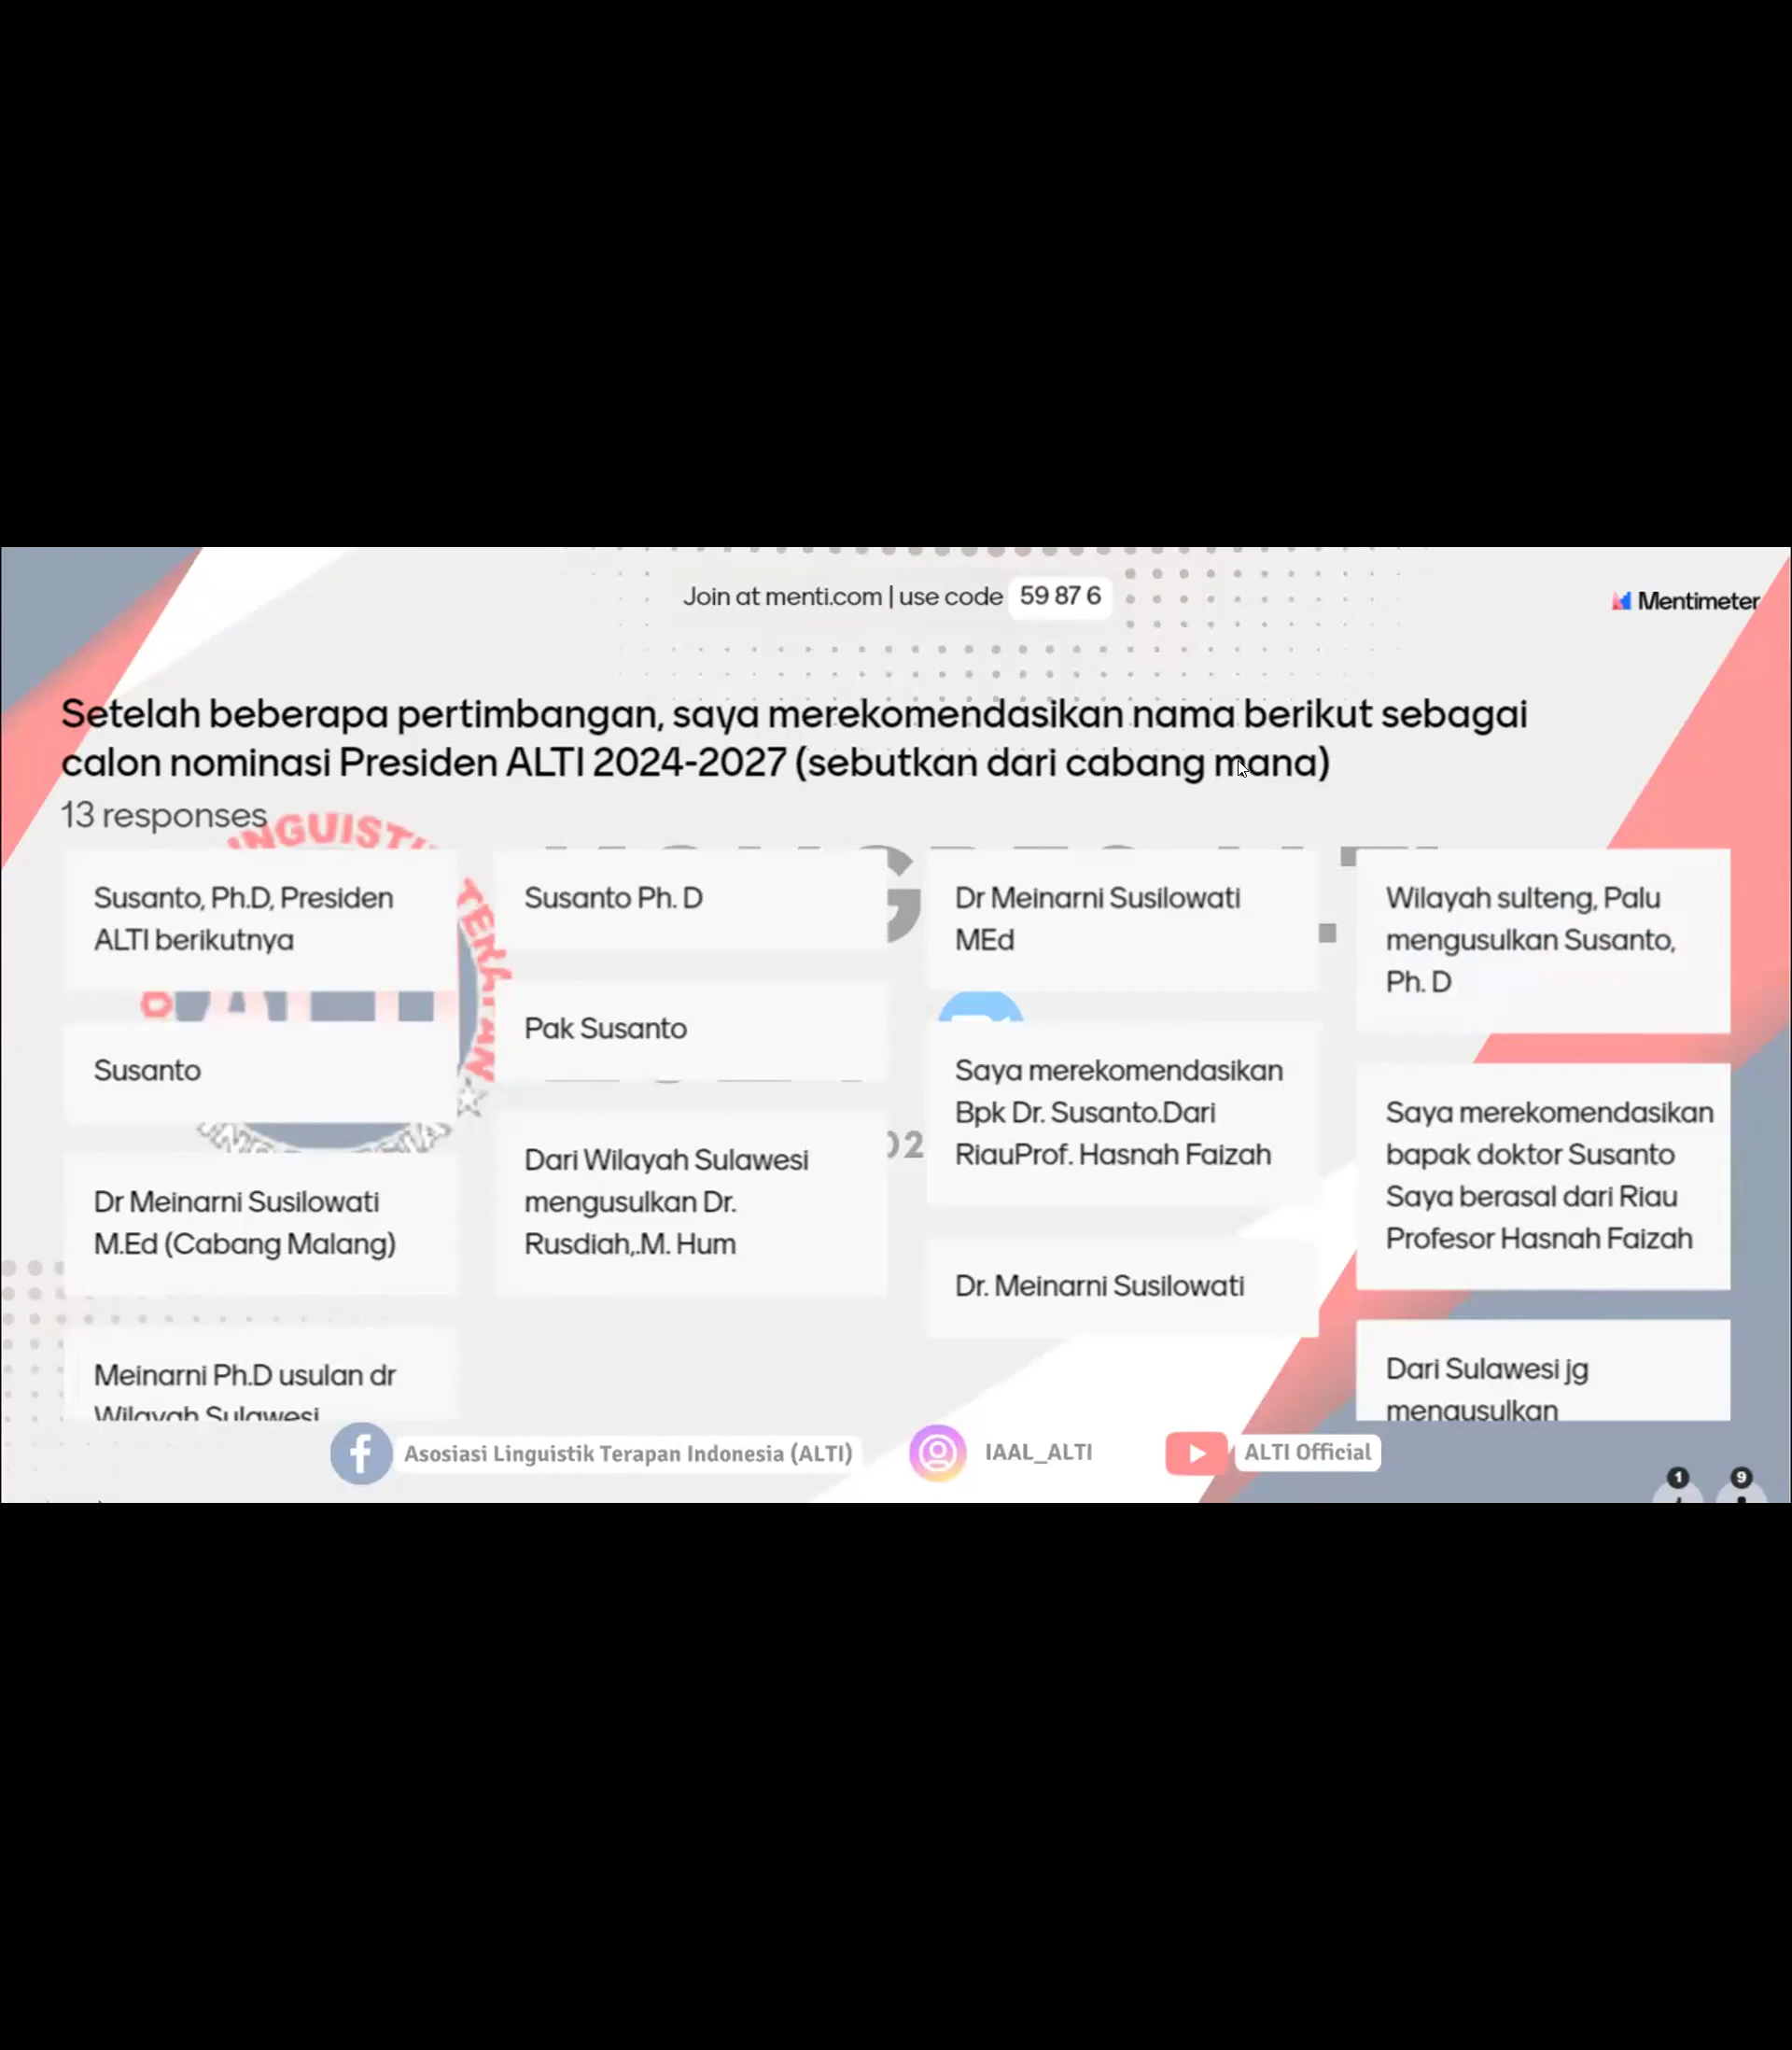 Join at menti.com | use code 59 87 6
Mentimeter
Setelah beberapa pertimbangan, saya merekomendasikan nama berikut sebagai
calon nominasi Presiden ALTI 2024-2027 (sebutkan dari cabang mana)
13 responses
Susanto, Ph.D, Presiden
ALTI berikutnya
Susanto
Dr Meinarni Susilowati
M.Ed (Cabang Malang)
Meinarni Ph.D usulan dr
Wilayah Sulawesi
Susanto Ph. D
Pak Susanto
Dari Wilayah Sulawesi
mengusulkan Dr.
Rusdiah,.M. Hum
Dr Meinarni Susilowati
MEd
Saya merekomendasikan
Bpk Dr. Susanto.Dari
RiauProf. Hasnah Faizah
Dr. Meinarni Susilowati
Wilayah sulteng, Palu
mengusulkan Susanto,
Ph. D
Saya merekomendasikan
bapak doktor Susanto
Saya berasal dari Riau
Profesor Hasnah Faizah
Dari Sulawesi jg
mengusulkan
Asosiasi Linguistik Terapan Indonesia (ALTI)
IAAL_ALTI
ALTI Official
1
9